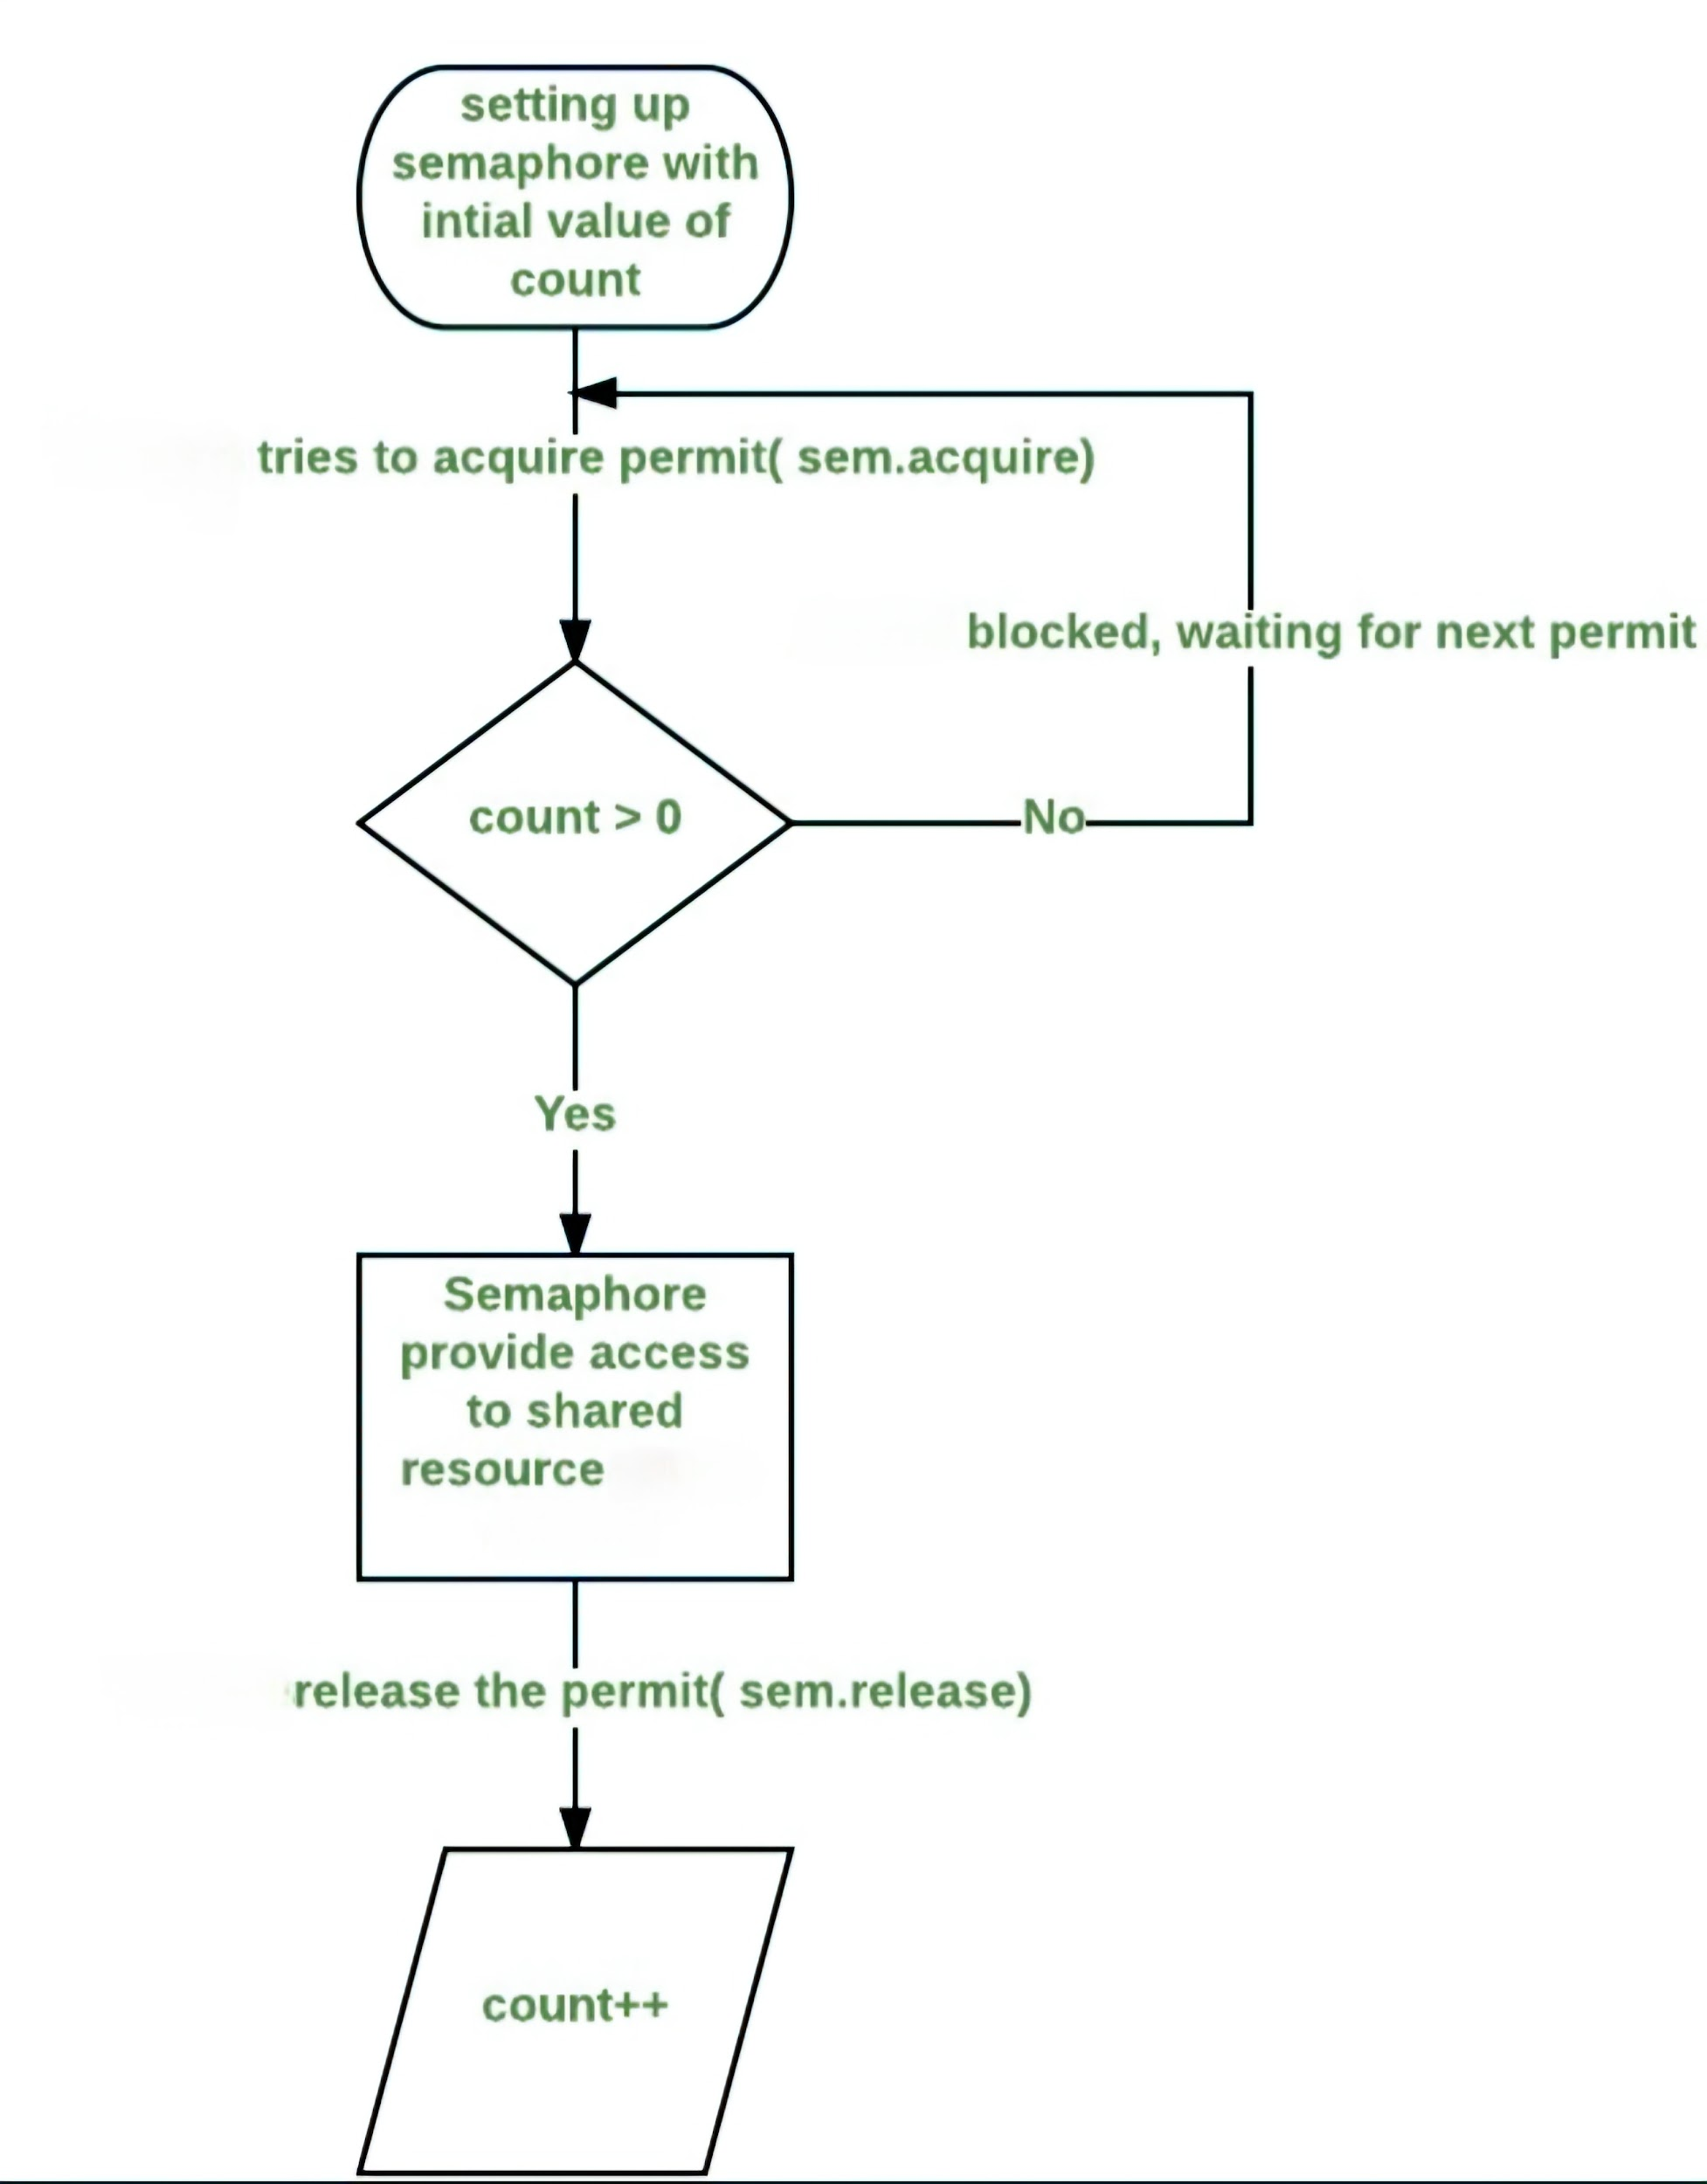 setting up
semaphore with
intial value of
count
tries to acquire permit( sem.acquire)
blocked, waiting for next permit
count > 0
No
Yes
Semaphore
provide access
to shared
resource
release the permit( sem.release)
count++